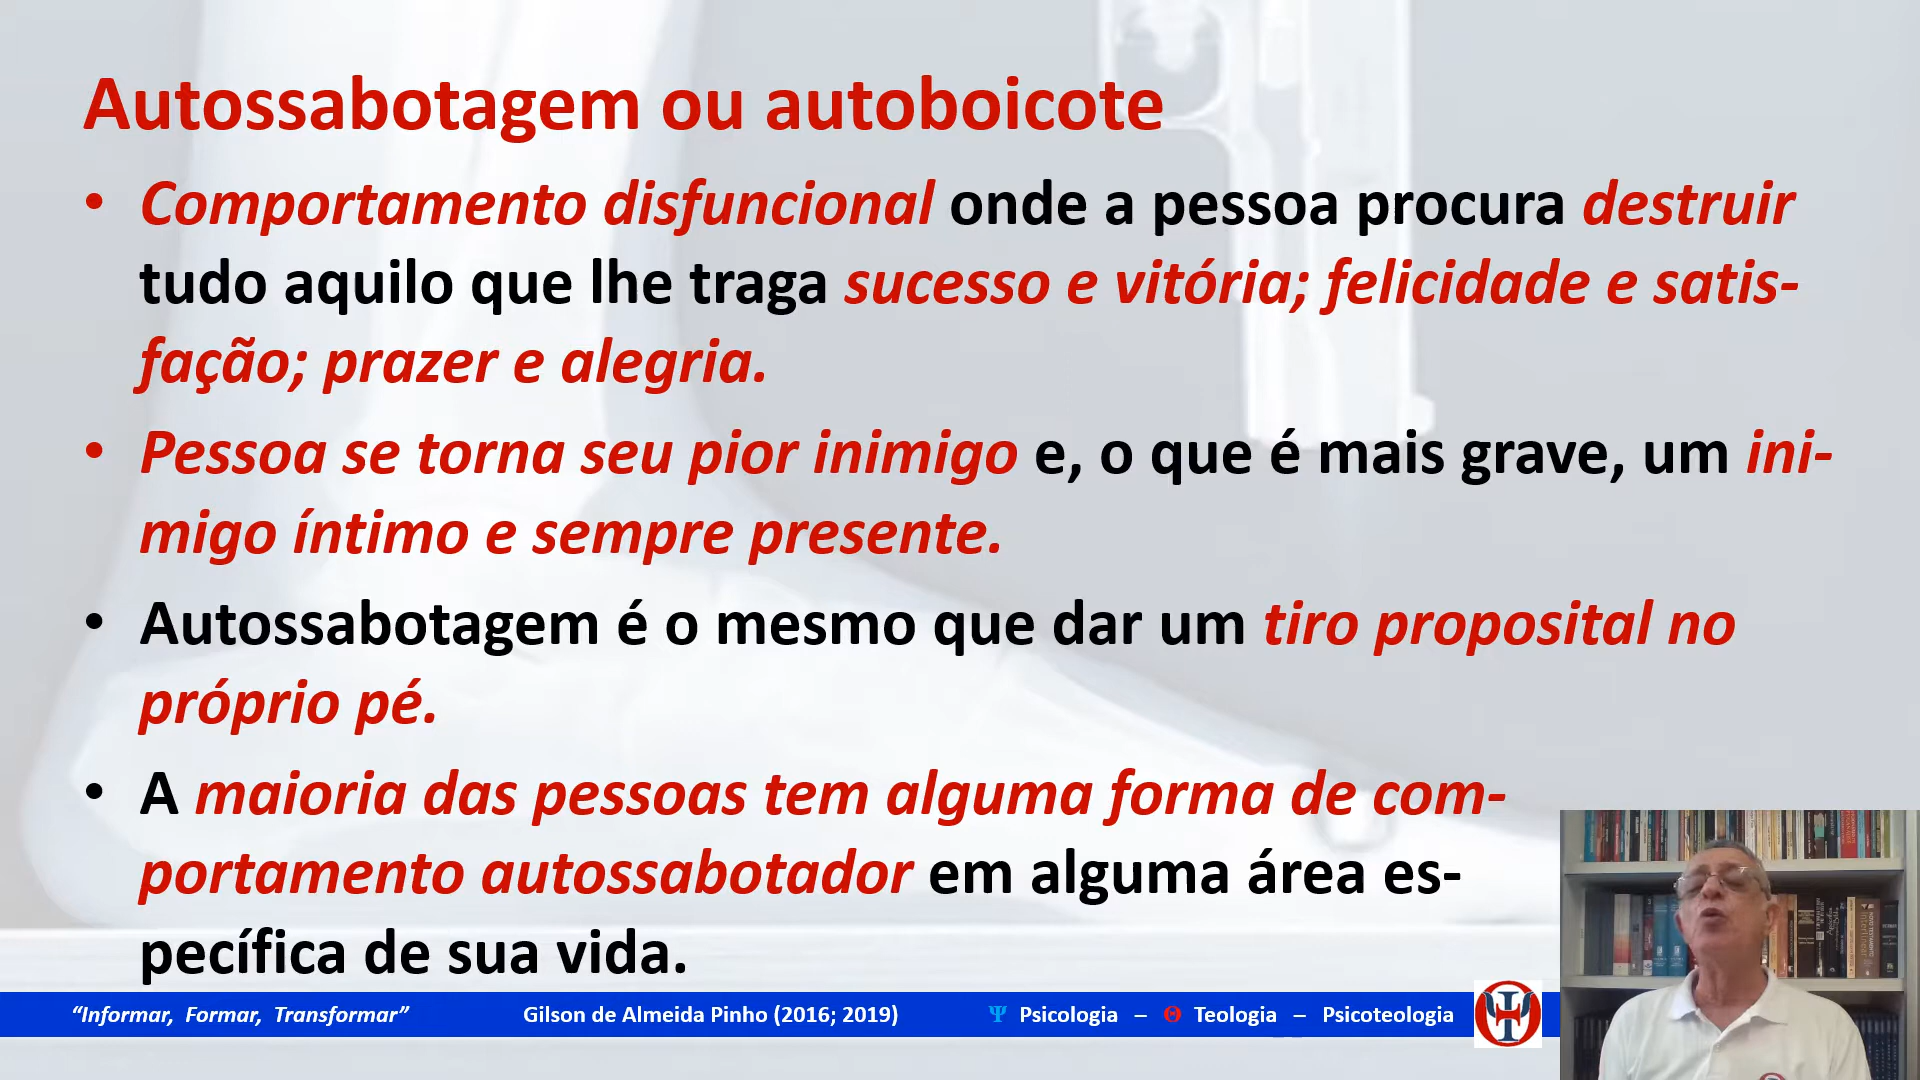 Autossabotagem ou autoboicote
• Comportamento disfuncional onde a pessoa procura destruir
tudo aquilo que lhe traga sucesso e vitória; felicidade e satis-
fação; prazer e alegria.
• Pessoa se torna seu pior inimigo e, o que é mais grave, um ini-
migo íntimo e sempre presente.
• Autossabotagem é o mesmo que dar um tiro proposital no
próprio pé.
• A maioria das pessoas tem alguma forma de com-
portamento autossabotador em alguma área es-
pecífica de sua vida.
“Informar, Formar, Transformar” Gilson de Almeida Pinho (2016; 2019) Ψ Psicologia – Θ Teologia – Psicoteologia